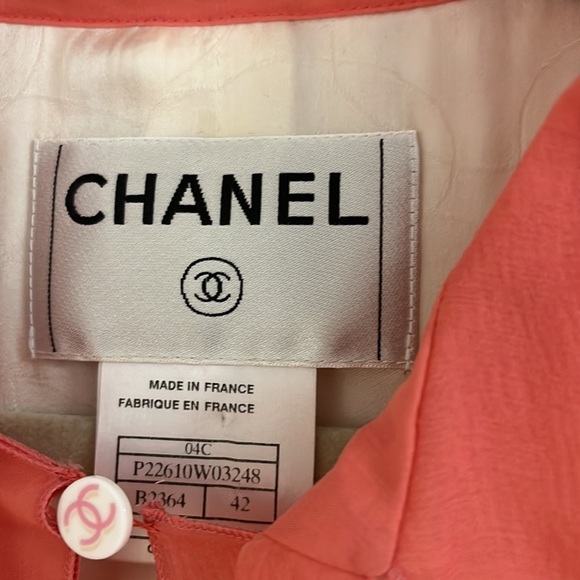 CHANEL
MADE IN FRANCE
FABRIQUE EN FRANCE
04C
P22610W03248
B2364 42